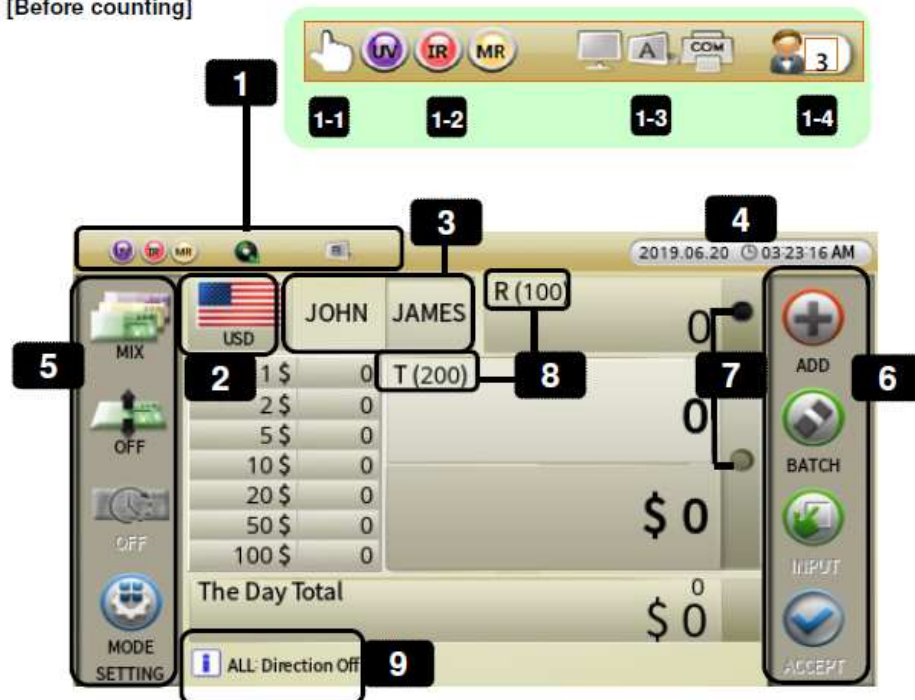 [Before counting]
UV IR MR A COM 3
1
1-1 1-2 1-3 1-4
3 4
UV IR MR 2019.06.20 03:23:16 AM
JOHN JAMES R (100) 0
USD
MIX ADD
5 2 8 7 6
1 $ 0 T (200)
2 $ 0 0
OFF
5 $ 0
10 $ 0 BATCH
20 $ 0
50 $ 0 $ 0
OFF
100 $ 0 INPUT
The Day Total 0
$ 0
MODE
SETTING
ALL: Direction Off 9
ACCEPT